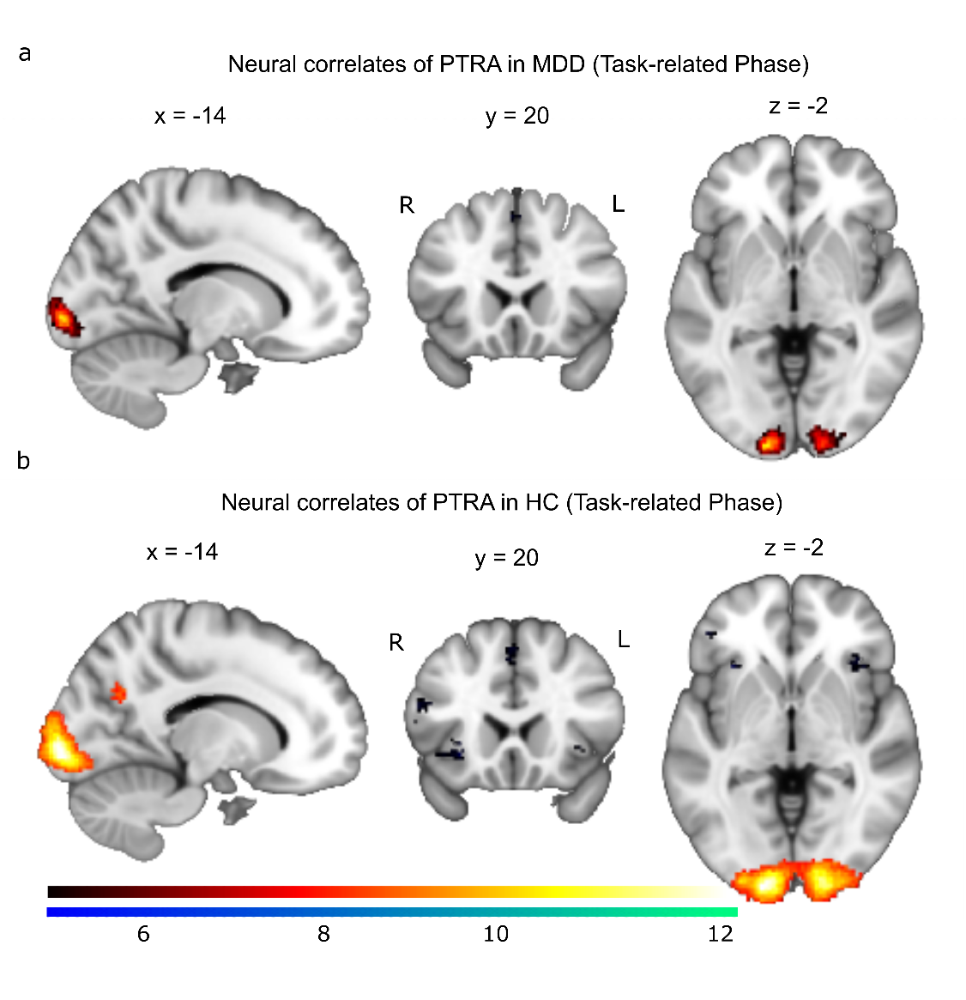 a
Neural correlates of PTRA in MDD (Task-related Phase)
x = -14
y = 20
z = -2
R
L
b
Neural correlates of PTRA in HC (Task-related Phase)
x = -14
y = 20
z = -2
R
L
6 8 10 12